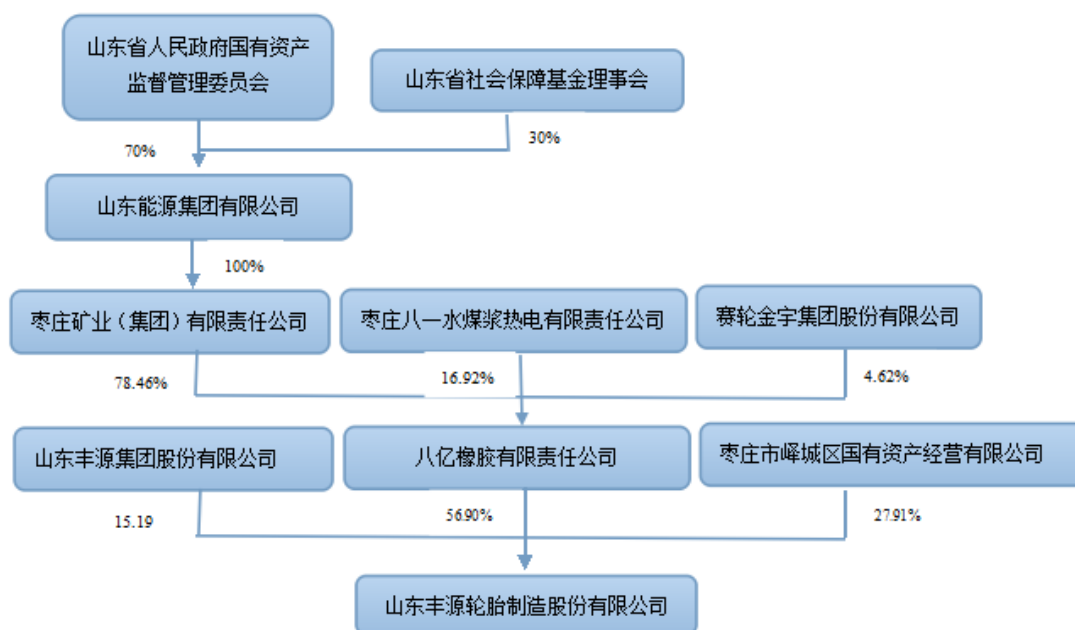 山东省人民政府国有资产
监督管理委员会
山东省社会保障基金理事会
70%
30%
山东能源集团有限公司
100%
枣庄矿业（集团）有限责任公司
枣庄八一水煤浆热电有限责任公司
赛轮金宇集团股份有限公司
78.46%
16.92%
4.62%
山东丰源集团股份有限公司
八亿橡胶有限责任公司
枣庄市峄城区国有资产经营有限公司
15.19
56.90%
27.91%
山东丰源轮胎制造股份有限公司